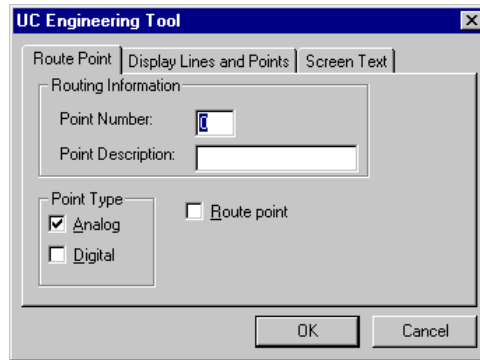 UC Engineering Tool
Route Point Display Lines and Points Screen Text
Routing Information
Point Number: 0
Point Description:
Point Type
Analog
Route point
Digital
OK Cancel